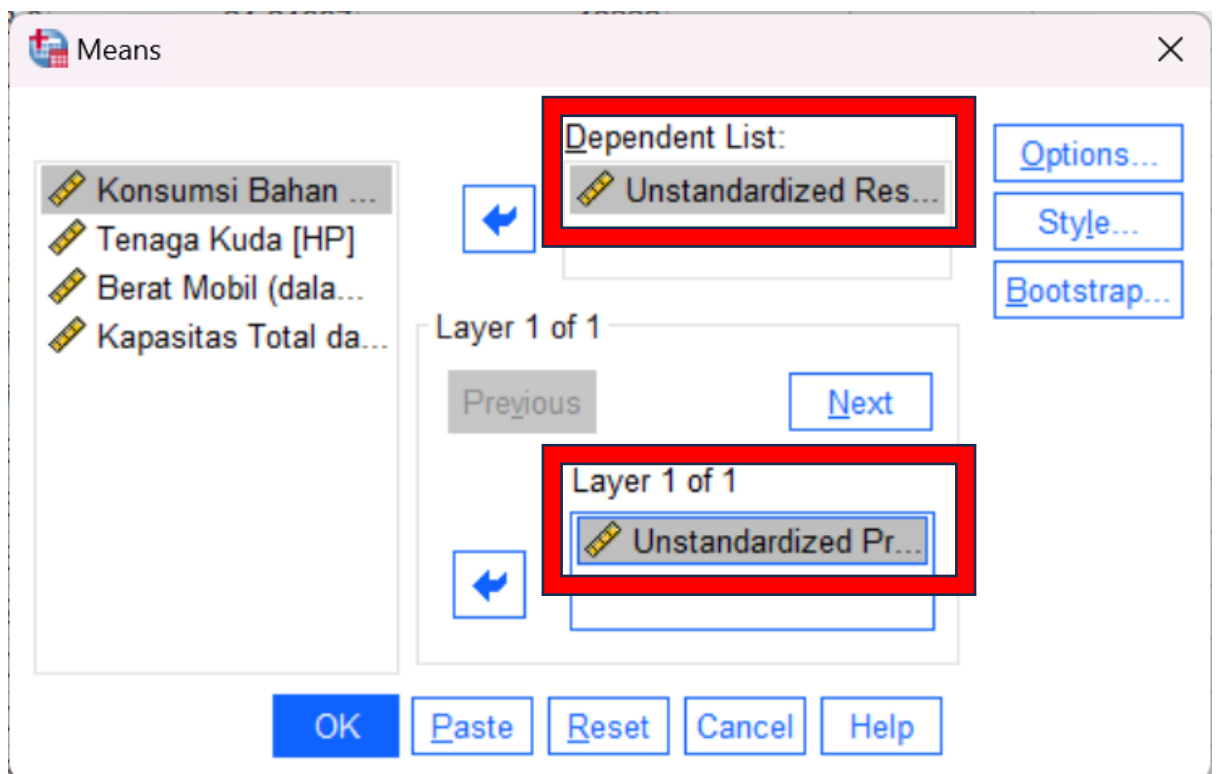 Means
Dependent List:
Unstandardized Res...
Options...
Style...
Bootstrap...
Konsumsi Bahan ...
Tenaga Kuda [HP]
Berat Mobil (dala...
Kapasitas Total da...
Layer 1 of 1
Previous
Next
Layer 1 of 1
Unstandardized Pr...
OK
Paste
Reset
Cancel
Help